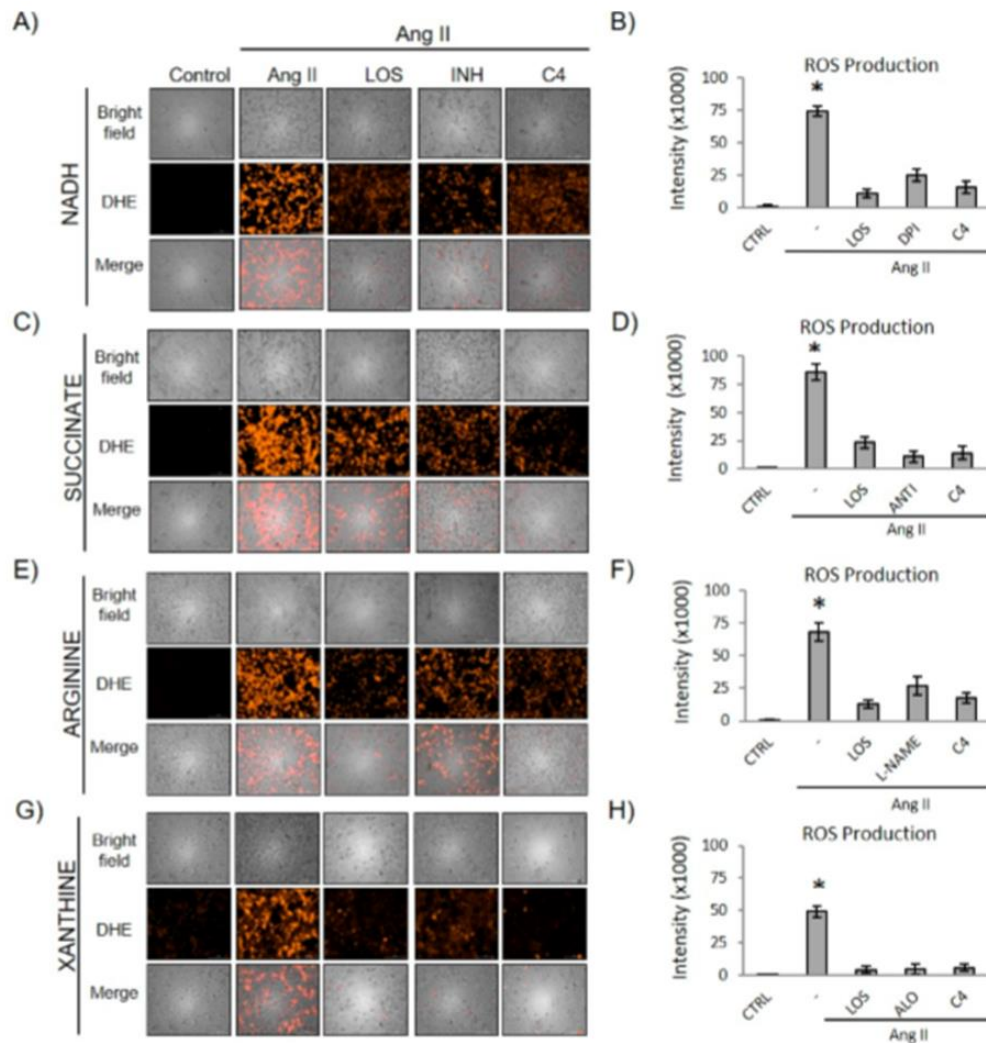 A)
Ang II
Control Ang II LOS INH C4
NADH
Bright field
DHE
Merge
B)
ROS Production
Intensity (x1000)
100
75
50
25
0
*
CTRL - LOS DPI C4
Ang II
C)
SUCCINATE
Bright field
DHE
Merge
D)
ROS Production
Intensity (x1000)
100
75
50
25
0
*
CTRL - LOS ANTI C4
Ang II
E)
ARGININE
Bright field
DHE
Merge
F)
ROS Production
Intensity (x1000)
100
75
50
25
0
*
CTRL - LOS L-NAME C4
Ang II
G)
XANTHINE
Bright field
DHE
Merge
H)
ROS Production
Intensity (x1000)
100
75
50
25
0
*
CTRL - LOS ALO C4
Ang II